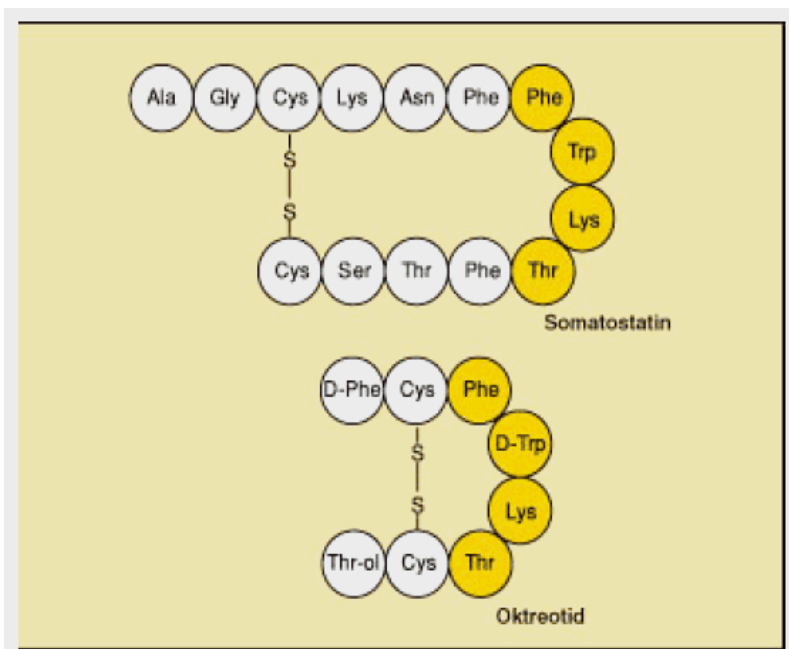 Ala Gly Cys Lys Asn Phe Phe
Trp
S
S
Lys
Cys Ser Thr Phe Thr
Somatostatin
D-Phe Cys Phe
D-Trp
S
S
Lys
Thr-ol Cys Thr
Oktreotid